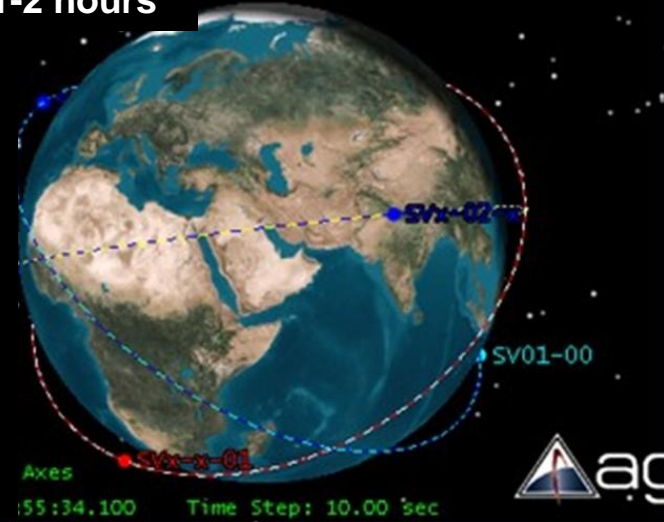 1-2 hours
SVx-02-x
SV01-00
SVx-x-01
Axes
:55:34.100 Time Step: 10.00 sec
ag